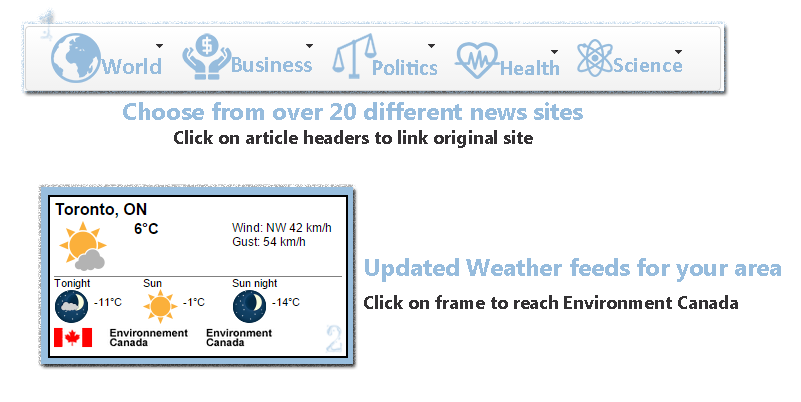 1
World Business Politics Health Science
Choose from over 20 different news sites
Click on article headers to link original site
Toronto, ON
6°C
Wind: NW 42 km/h
Gust: 54 km/h
Updated Weather feeds for your area
Click on frame to reach Environment Canada
Tonight Sun Sun night
-11°C -1°C -14°C
Environnement Environment
Canada Canada
2